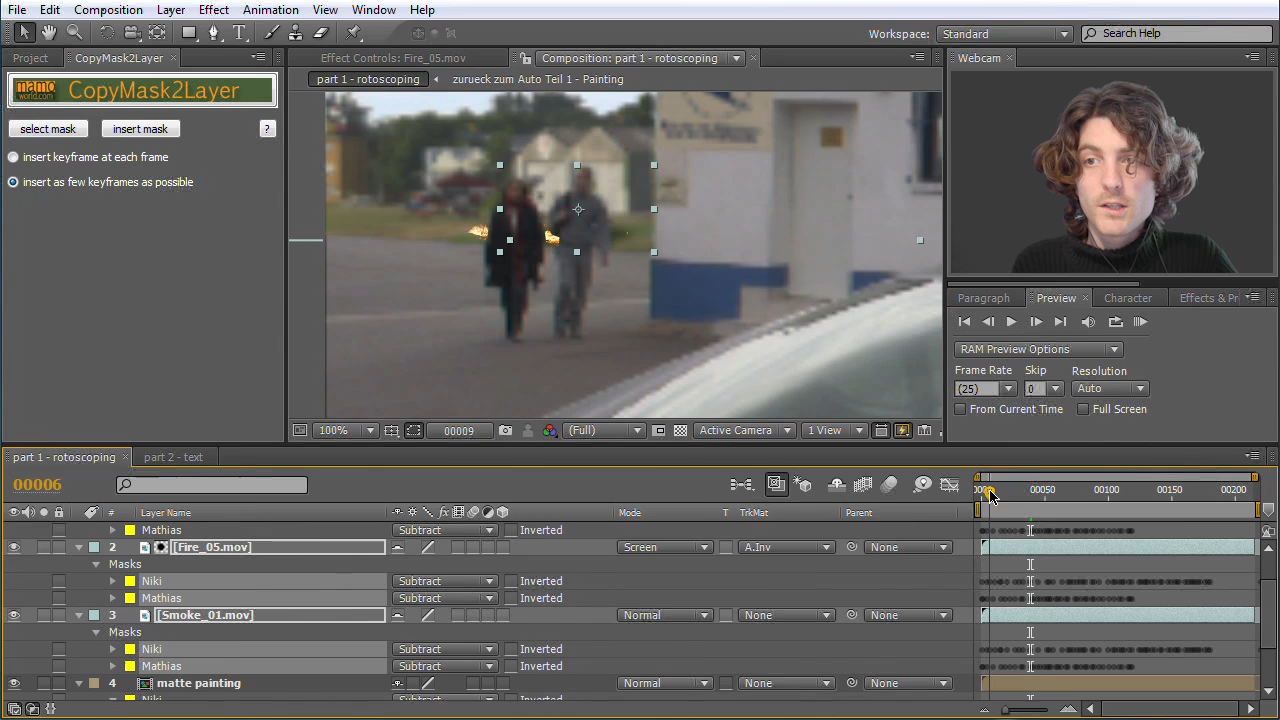 File Edit Composition Layer Effect Animation View Window Help
Workspace: Standard Search Help
Project CopyMask2Layer Effect Controls: Fire_05.mov Composition: part 1 - rotoscoping Webcam
mamo world.com CopyMask2Layer
part 1 - rotoscoping zurueck zum Auto Teil 1 - Painting
select mask insert mask ?
insert keyframe at each frame
insert as few keyframes as possible
Paragraph Preview Character Effects & Pr
RAM Preview Options
Frame Rate Skip Resolution
(25) 0 Auto
From Current Time Full Screen
100% 00009 (Full) Active Camera 1 View
part 1 - rotoscoping part 2 - text
00006 00050 00100 00150 00200
# Layer Name Mode T TrkMat Parent
Mathias Subtract Inverted
2 [Fire_05.mov] Screen A.Inv None
Masks
Niki Subtract Inverted
Mathias Subtract Inverted
3 [Smoke_01.mov] Normal None None
Masks
Niki Subtract Inverted
Mathias Subtract Inverted
4 matte painting Normal None None
Niki Subtract Inverted